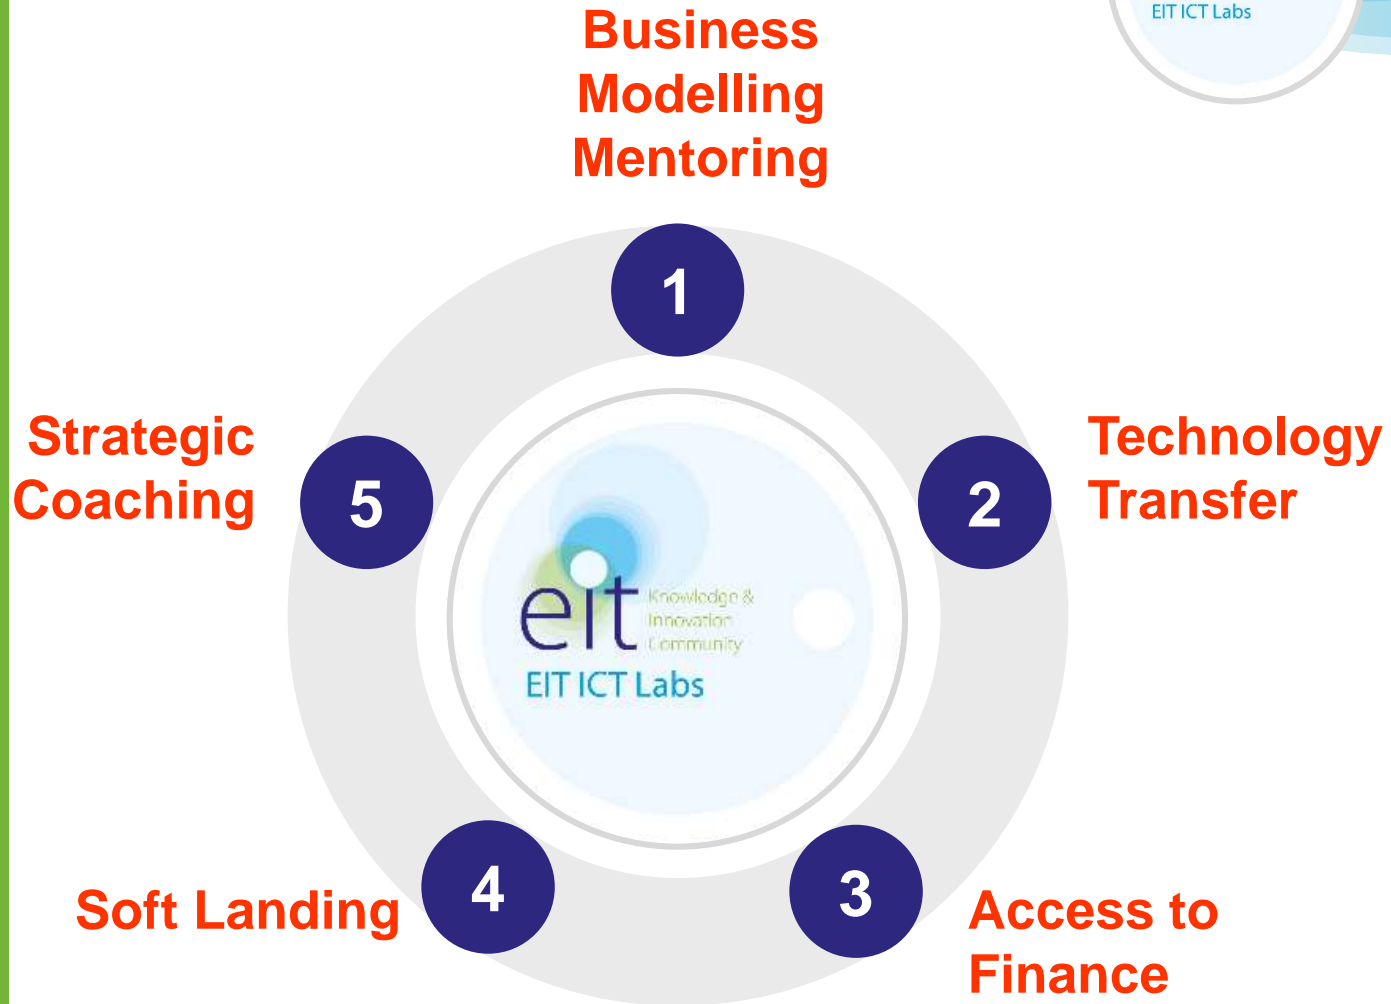 EIT ICT Labs
Business
Modelling
Mentoring
1
Technology
Transfer
2
Access to
Finance
3
Soft Landing
4
Strategic
Coaching
5
eit
Knowledge &
Innovation
Community
EIT ICT Labs